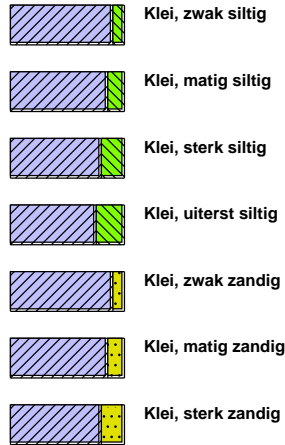 Klei, zwak siltig
Klei, matig siltig
Klei, sterk siltig
Klei, uiterst siltig
Klei, zwak zandig
Klei, matig zandig
Klei, sterk zandig